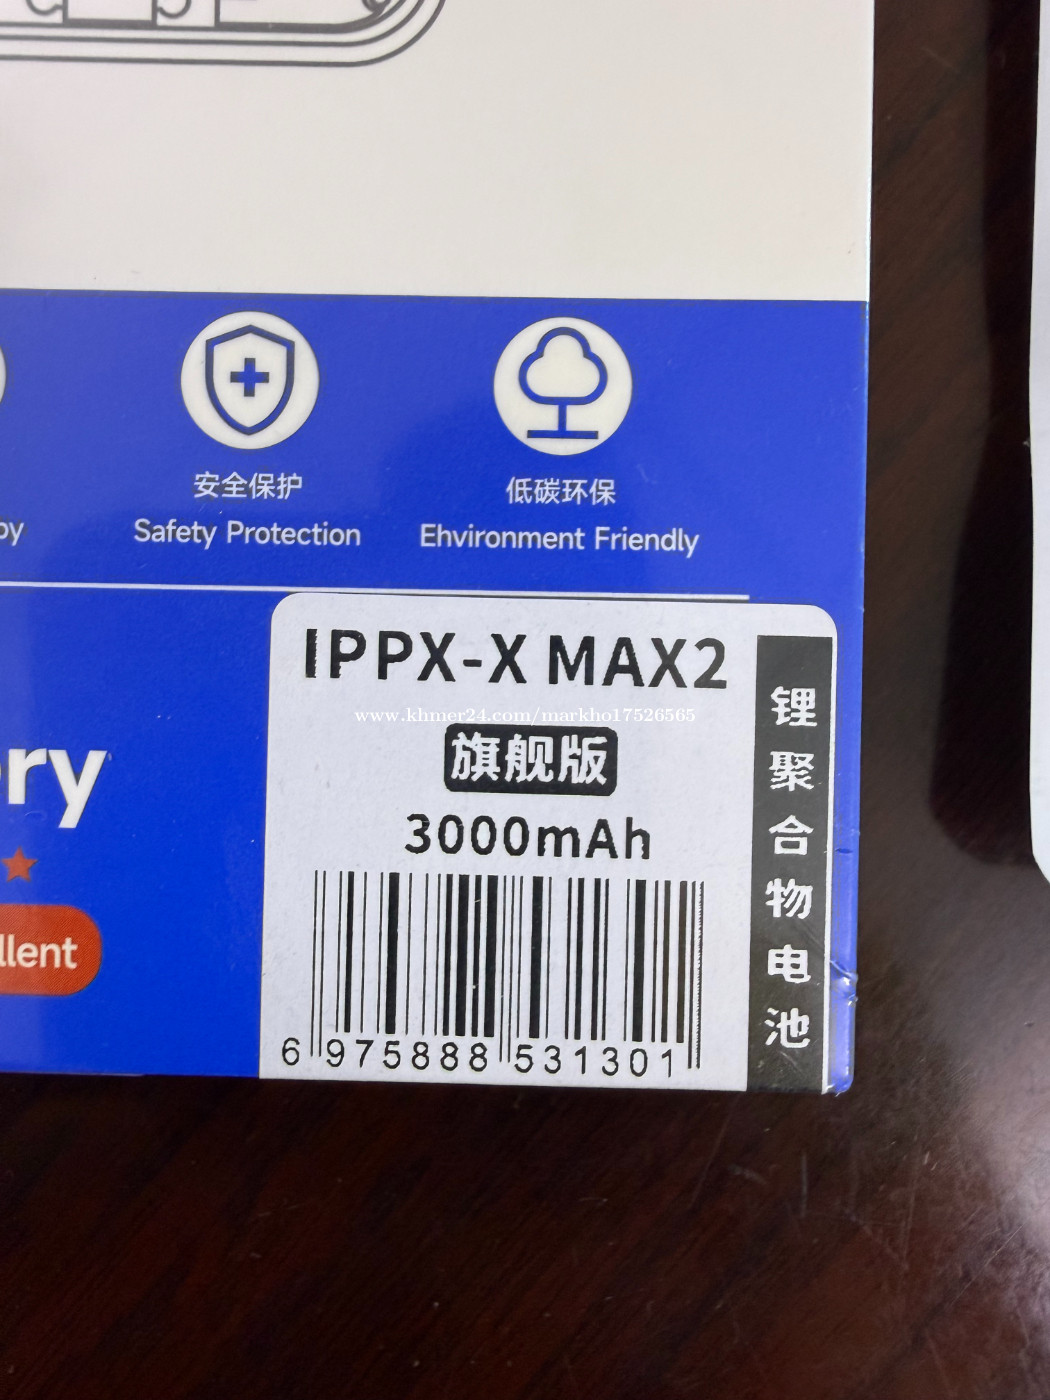 安全保护
低碳环保
by
Safety Protection
Ehvironment Friendly
IPPX-X MAX2
www.khmer24.com/markho17526565
旗舰版
3000mAh
锂聚合物电池
ry
llent
6 975888 531301